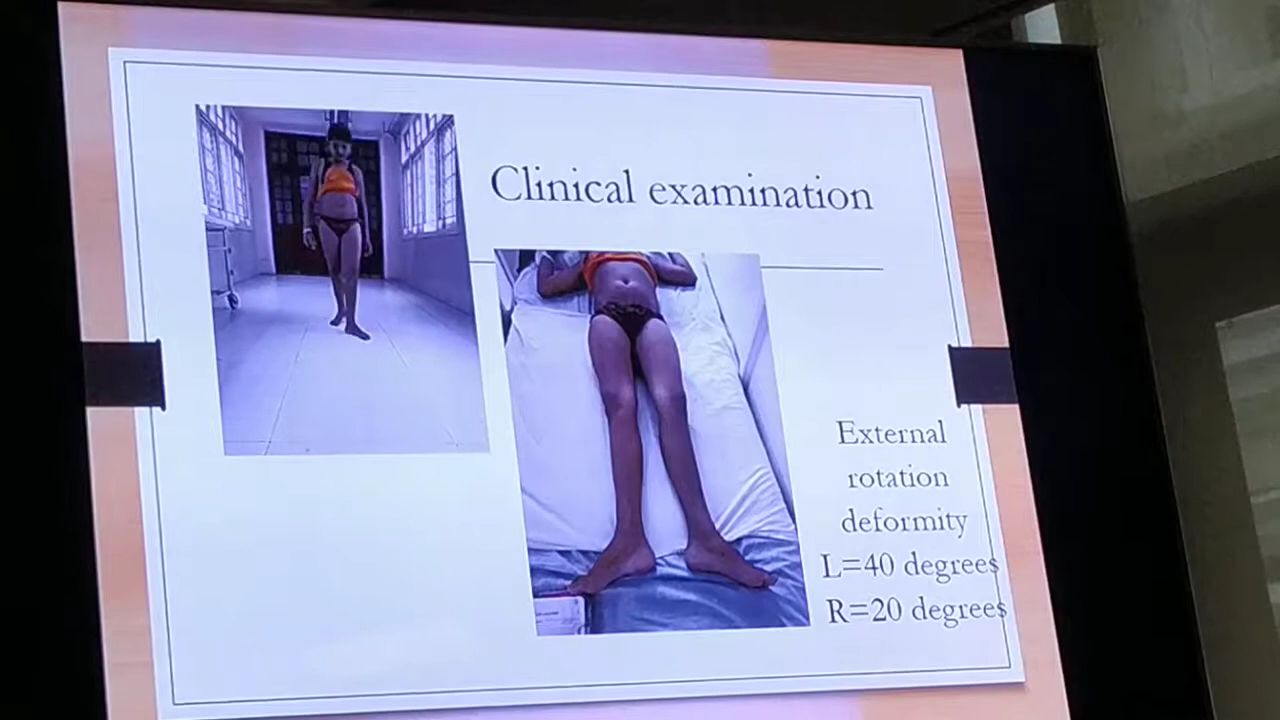 Clinical examination
External
rotation
deformity
L=40 degrees
R=20 degrees